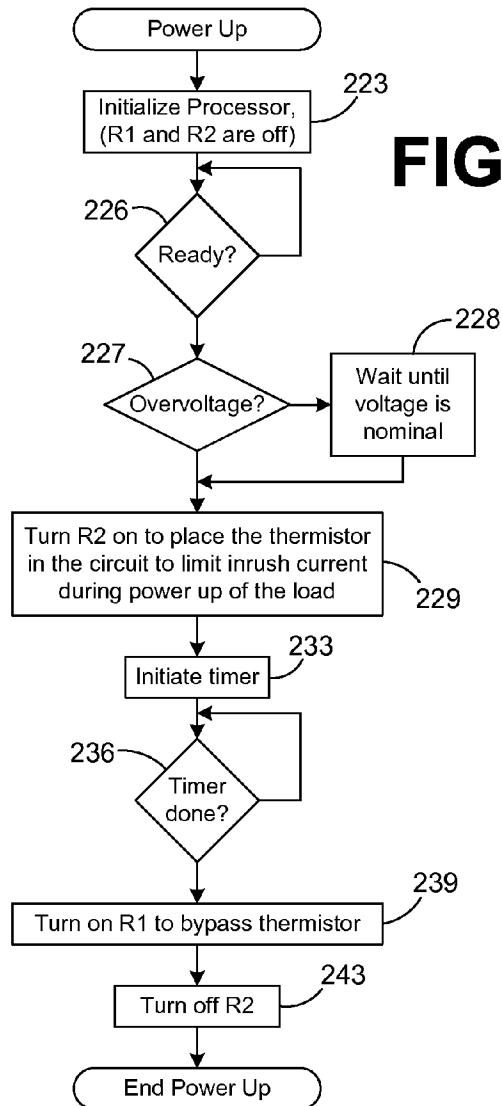 Power Up
223
Initialize Processor,
(R1 and R2 are off)
FIG
226
Ready?
228
227
Overvoltage?
Wait until
voltage is
nominal
Turn R2 on to place the thermistor
in the circuit to limit inrush current
during power up of the load
229
233
Initiate timer
236
Timer
done?
239
Turn on R1 to bypass thermistor
243
Turn off R2
End Power Up